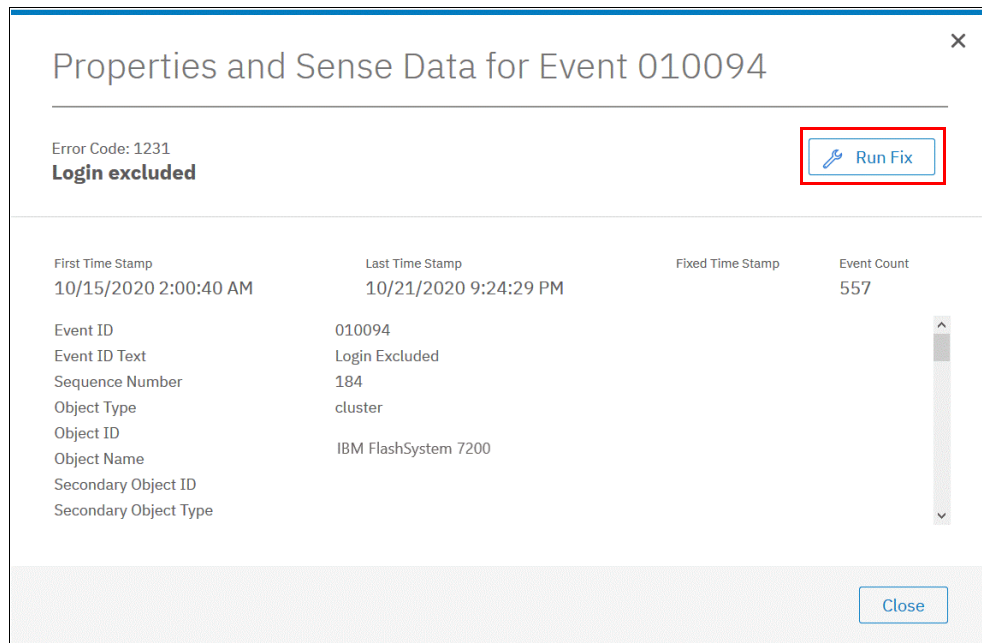 Properties and Sense Data for Event 010094
Error Code: 1231
Login excluded
Run Fix
First Time Stamp Last Time Stamp Fixed Time Stamp Event Count
10/15/2020 2:00:40 AM 10/21/2020 9:24:29 PM 557
Event ID 010094
Event ID Text Login Excluded
Sequence Number 184
Object Type cluster
Object ID
IBM FlashSystem 7200
Object Name
Secondary Object ID
Secondary Object Type
Close